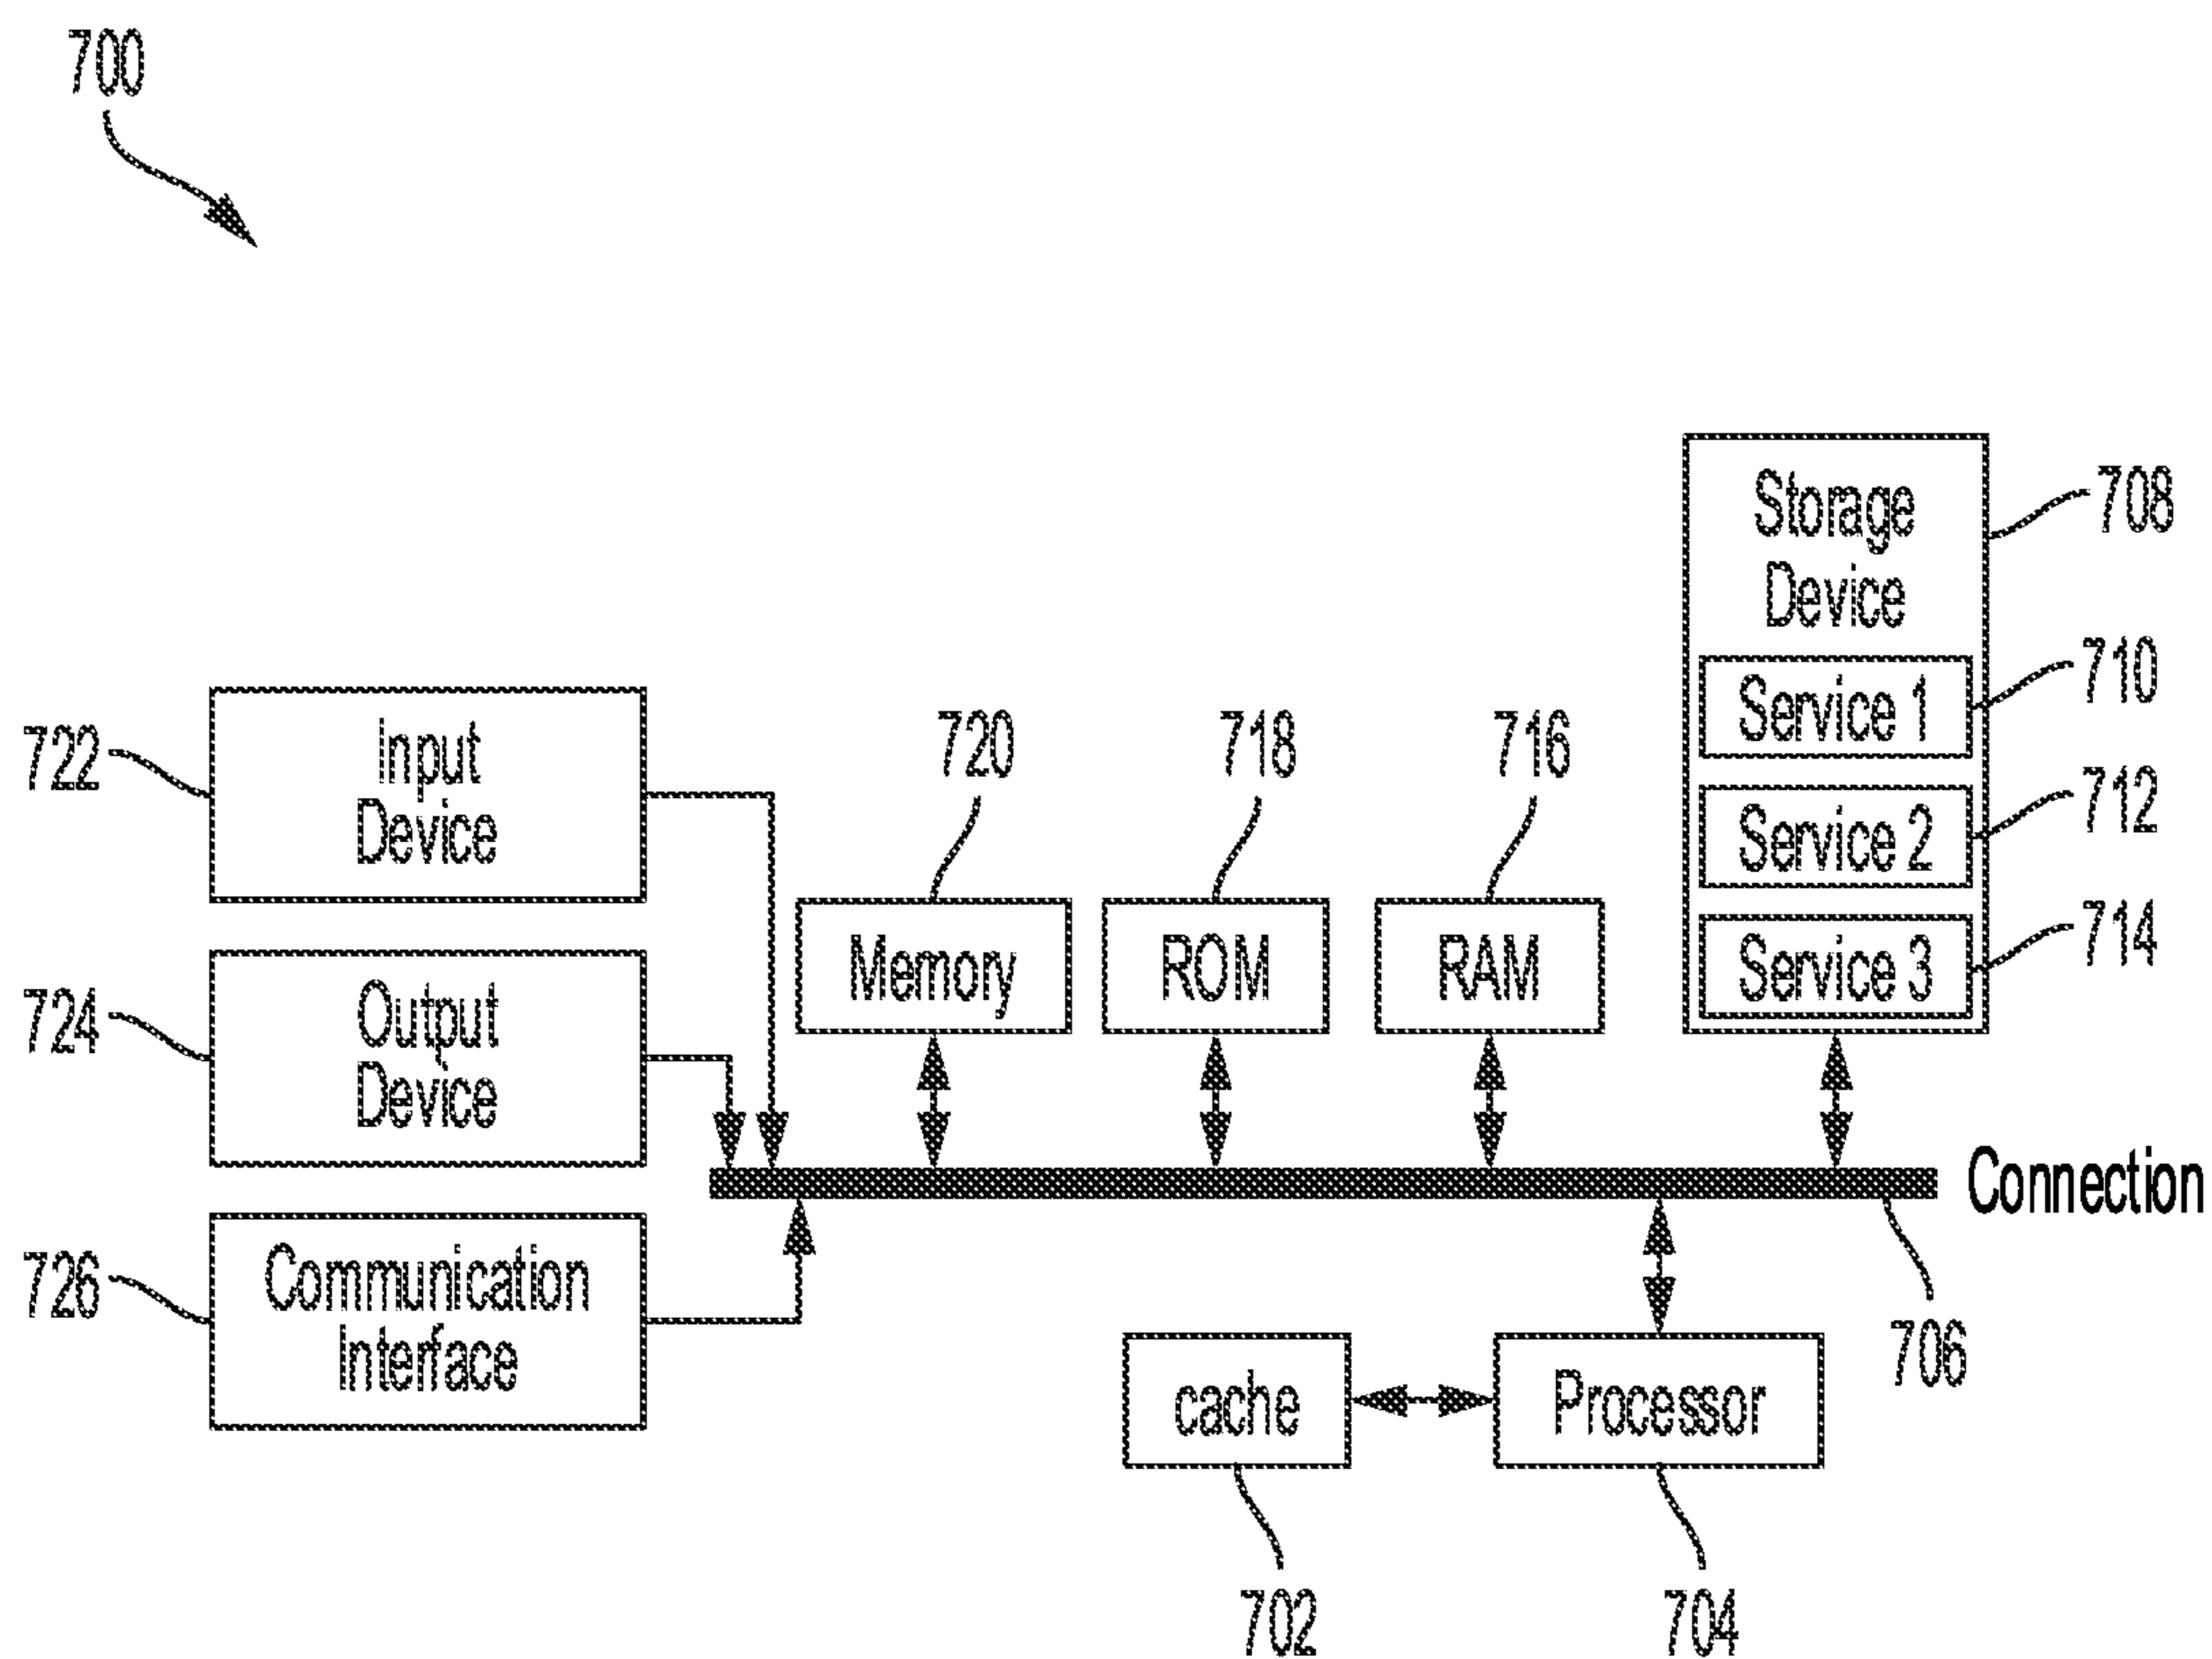 700
Storage
Device
708
Service 1
710
Service 2
712
Service 3
714
722
Input
Device
720
718
716
Memory
ROM
RAM
724
Output
Device
Connection
706
726
Communication
Interface
cache
Processor
702
704